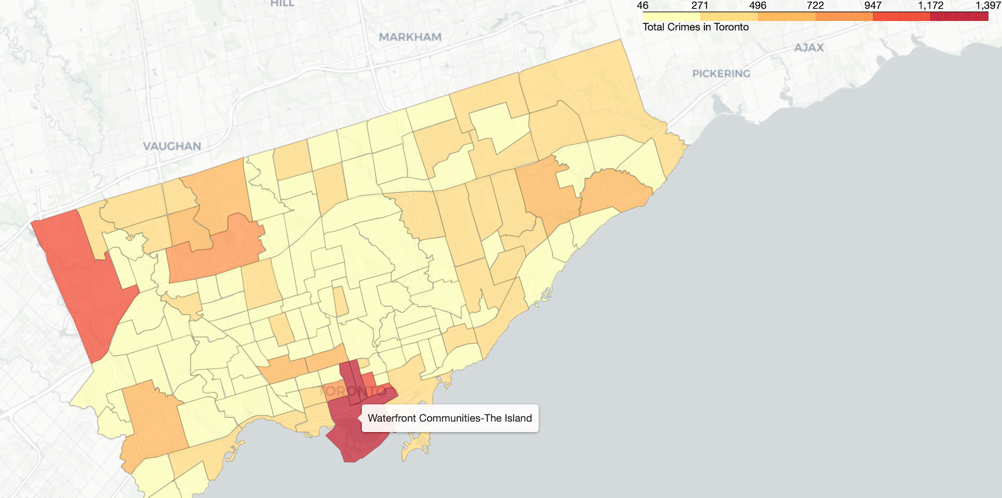 HILL
46 271 496 722 947 1,172 1,397
Total Crimes in Toronto
MARKHAM
AJAX
PICKERING
VAUGHAN
TORONTO
Waterfront Communities-The Island